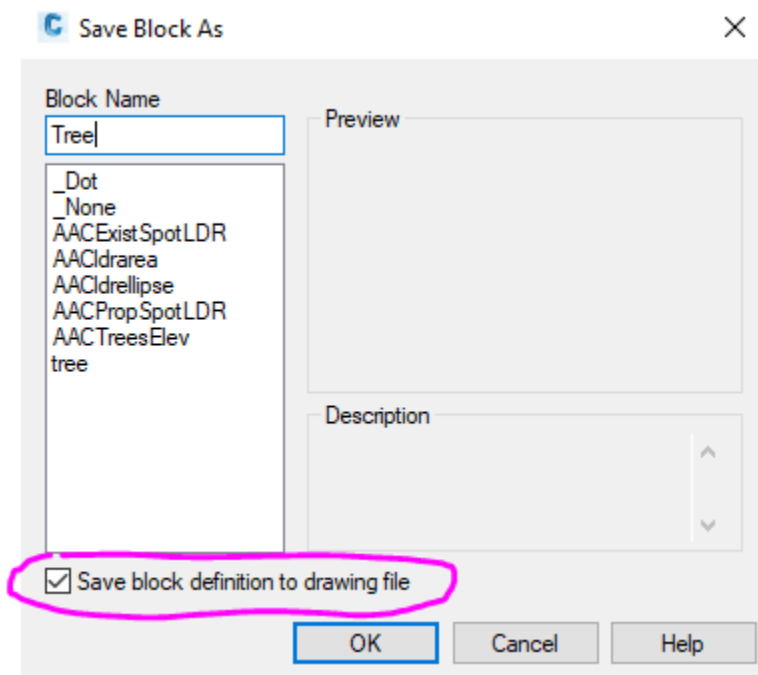 Save Block As
Block Name
Tree
Preview
_Dot
_None
AACExistSpotLDR
AACldrarea
AACldrellipse
AACPropSpotLDR
AACTreesElev
tree
Description
Save block definition to drawing file
OK
Cancel
Help